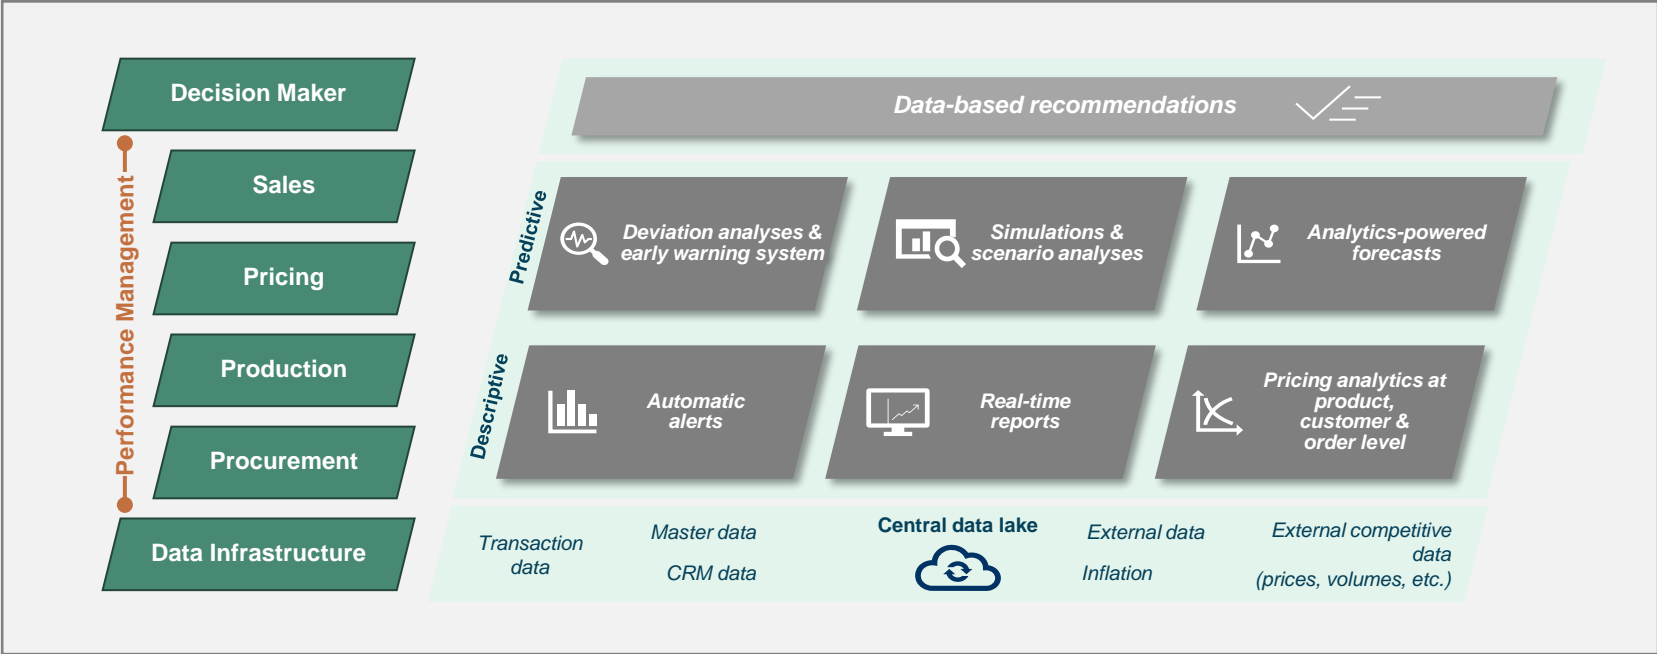 Decision Maker
Performance Management
Sales
Pricing
Production
Procurement
Data Infrastructure
Data-based recommendations
Predictive
Deviation analyses &
early warning system
Simulations &
scenario analyses
Analytics-powered
forecasts
Descriptive
Automatic
alerts
Real-time
reports
Pricing analytics at
product,
customer &
order level
Transaction
data
Master data
CRM data
Central data lake
External data
Inflation
External competitive
data
(prices, volumes, etc.)